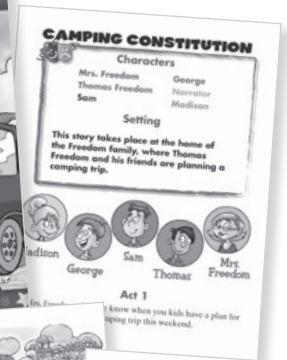 CAMPING CONSTITUTION
Characters
Mrs. Freedom George
Thomas Freedom Narrator
Sam Madison
Setting
This story takes place at the home of
the Freedom family, where Thomas
Freedom and his friends are planning a
camping trip.
adison
George
Sam
Thomas
Mrs.
Freedom
Act 1
know when you kids have a plan for
mping trip this weekend.